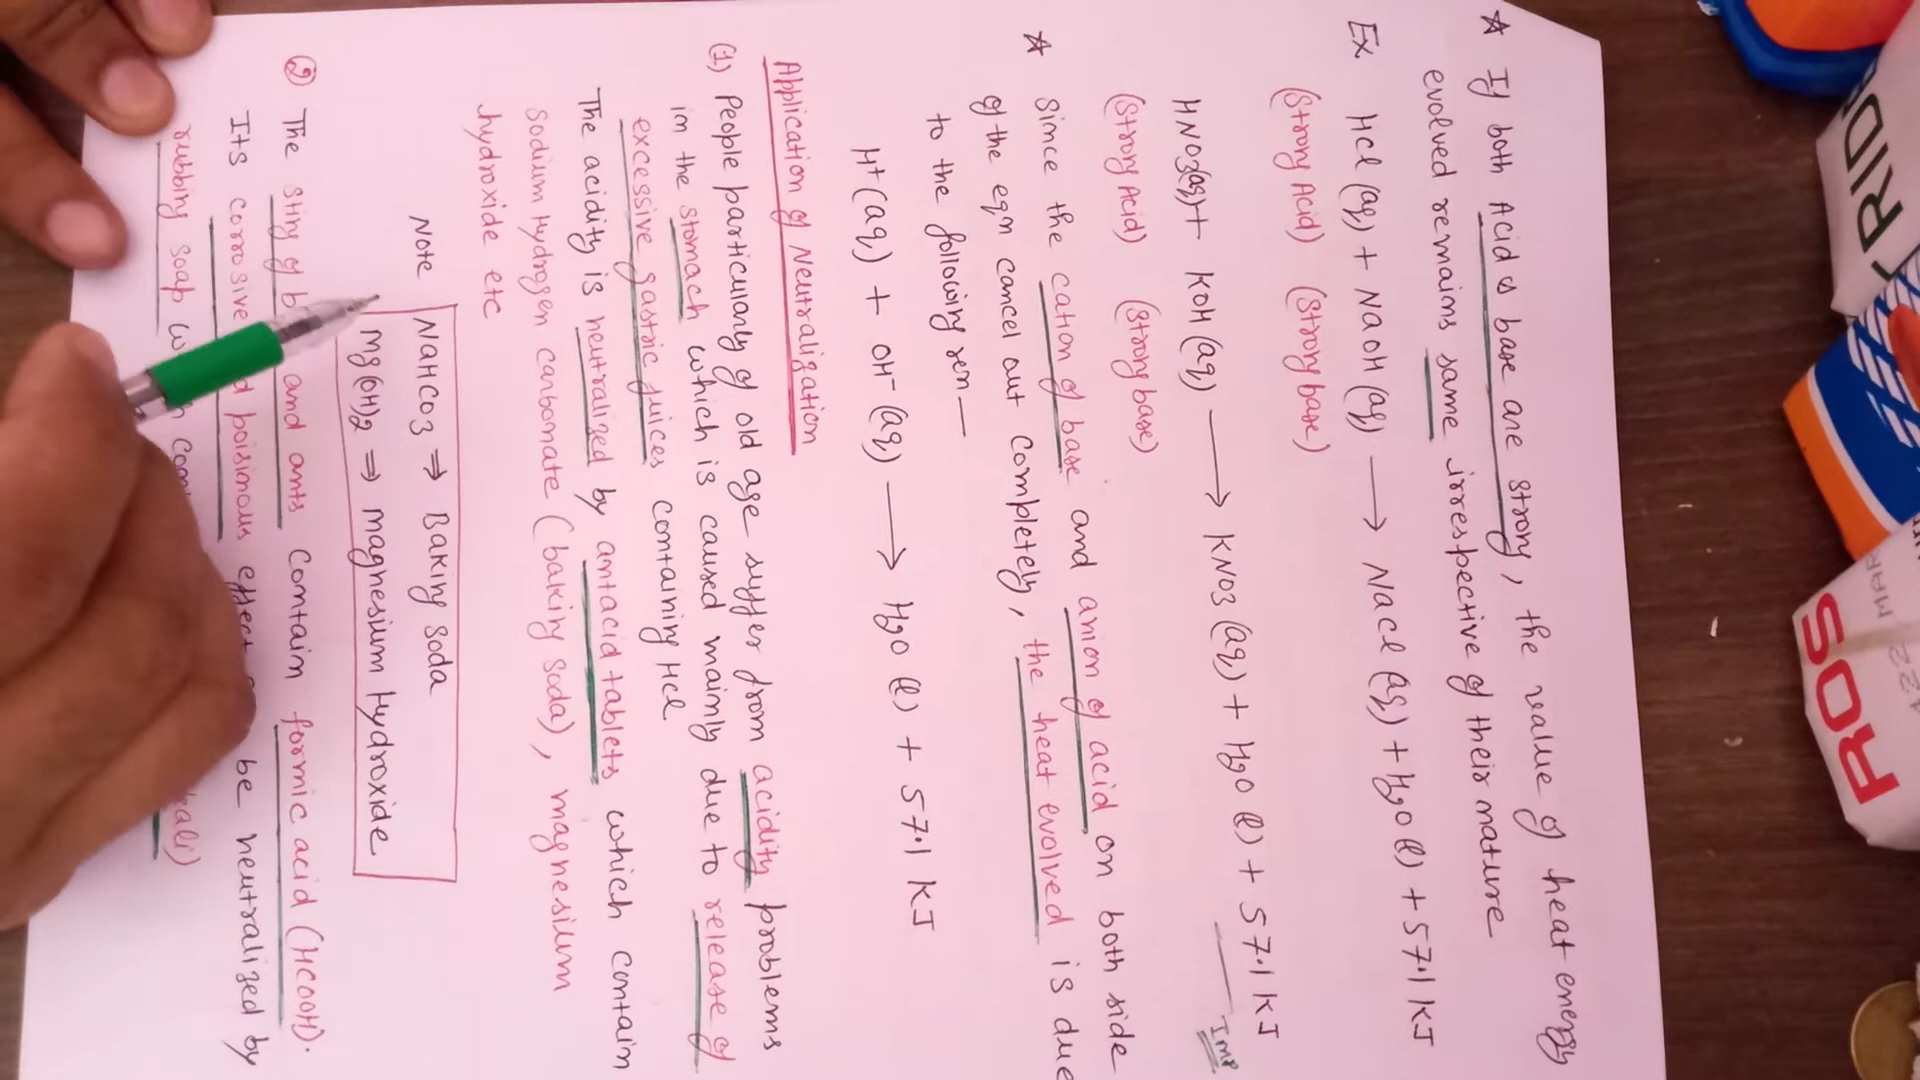 ☆ If both Acid & base are strong, the value of heat energy
evolved remains same irrespective of their nature
Ex. HCl (aq) + NaOH (aq) ⟶ NaCl (aq) + H2O (l) + 57.1 KJ
(Strong Acid) (Strong base)
HNO3(aq) + KOH (aq) ⟶ KNO3 (aq) + H2O (l) + 57.1 KJ
Imp
(Strong Acid) (Strong base)
☆ Since the cation of base and anion of acid on both side
of the eqn cancel out completely, the heat evolved is due
to the following rxn —
H⁺(aq) + OH⁻(aq) ⟶ H2O (l) + 57.1 KJ
Application of Neutralization
(1) People particularly of old age suffer from acidity problems
in the stomach which is caused mainly due to release of
excessive gastric juices containing HCl
The acidity is neutralized by antacid tablets which contain
sodium Hydrogen carbonate (baking soda), magnesium
hydroxide etc
Note NaHCO3 ⇒ Baking Soda
Mg(OH)2 ⇒ magnesium Hydroxide
② The sting of and ants contain formic acid (HCOOH).
Its corrosive poisinous effect be neutralized by
rubbing soap
RID
ROS